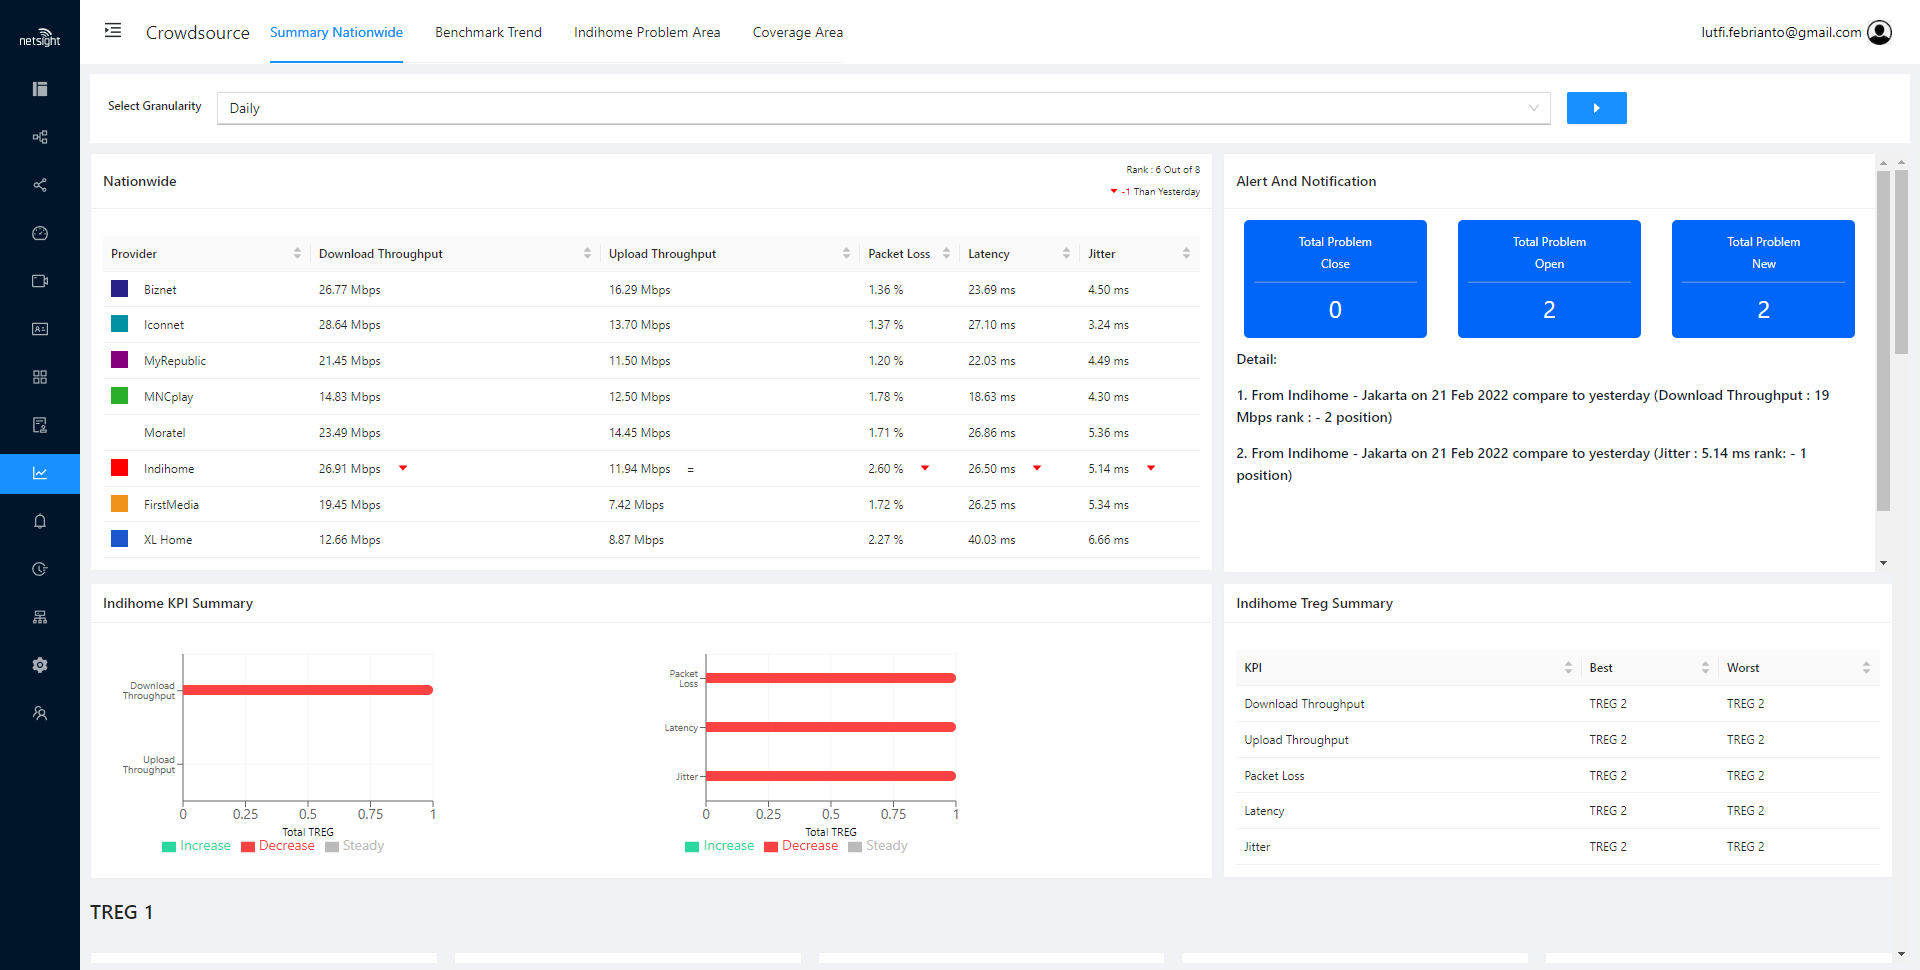 netsight
Crowdsource
Summary Nationwide
Benchmark Trend
Indihome Problem Area
Coverage Area
lutfi.febrianto@gmail.com
Select Granularity
Daily
Nationwide
Rank : 6 Out of 8
-1 Than Yesterday
Provider Download Throughput Upload Throughput Packet Loss Latency Jitter
Biznet 26.77 Mbps 16.29 Mbps 1.36 % 23.69 ms 4.50 ms
Iconnet 28.64 Mbps 13.70 Mbps 1.37 % 27.10 ms 3.24 ms
MyRepublic 21.45 Mbps 11.50 Mbps 1.20 % 22.03 ms 4.49 ms
MNCplay 14.83 Mbps 12.50 Mbps 1.78 % 18.63 ms 4.30 ms
Moratel 23.49 Mbps 14.45 Mbps 1.71 % 26.86 ms 5.36 ms
Indihome 26.91 Mbps 11.94 Mbps = 2.60 % 26.50 ms 5.14 ms
FirstMedia 19.45 Mbps 7.42 Mbps 1.72 % 26.25 ms 5.34 ms
XL Home 12.66 Mbps 8.87 Mbps 2.27 % 40.03 ms 6.66 ms
Alert And Notification
Total Problem
Close
0
Total Problem
Open
2
Total Problem
New
2
Detail:
1. From Indihome - Jakarta on 21 Feb 2022 compare to yesterday (Download Throughput : 19
Mbps rank : - 2 position)
2. From Indihome - Jakarta on 21 Feb 2022 compare to yesterday (Jitter : 5.14 ms rank: - 1
position)
Indihome KPI Summary
Download
Throughput
Upload
Throughput
0 0.25 0.5 0.75 1
Total TREG
Increase Decrease Steady
Packet
Loss
Latency
Jitter
0 0.25 0.5 0.75 1
Total TREG
Increase Decrease Steady
Indihome Treg Summary
KPI Best Worst
Download Throughput TREG 2 TREG 2
Upload Throughput TREG 2 TREG 2
Packet Loss TREG 2 TREG 2
Latency TREG 2 TREG 2
Jitter TREG 2 TREG 2
TREG 1